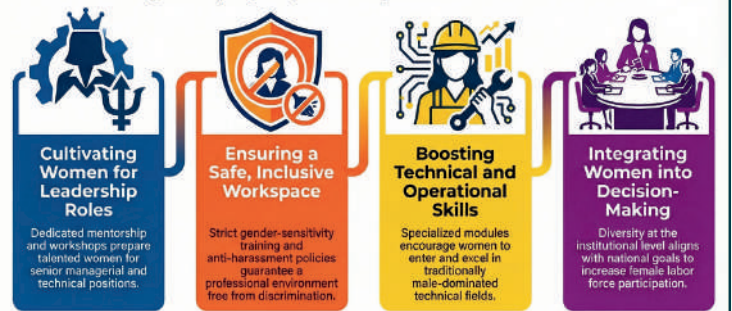 Cultivating
Women for
Leadership
Roles
Dedicated mentorship
and workshops prepare
talented women for
senior managerial and
technical positions.
Ensuring a
Safe, Inclusive
Workspace
Strict gender-sensitivity
training and
anti-harassment policies
guarantee a
professional environment
free from discrimination.
Boosting
Technical and
Operational
Skills
Specialized modules
encourage women to
enter and excel in
traditionally
male-dominated
technical fields.
Integrating
Women into
Decision-
Making
Diversity at the
institutional level aligns
with national goals to
increase female labor
force participation.